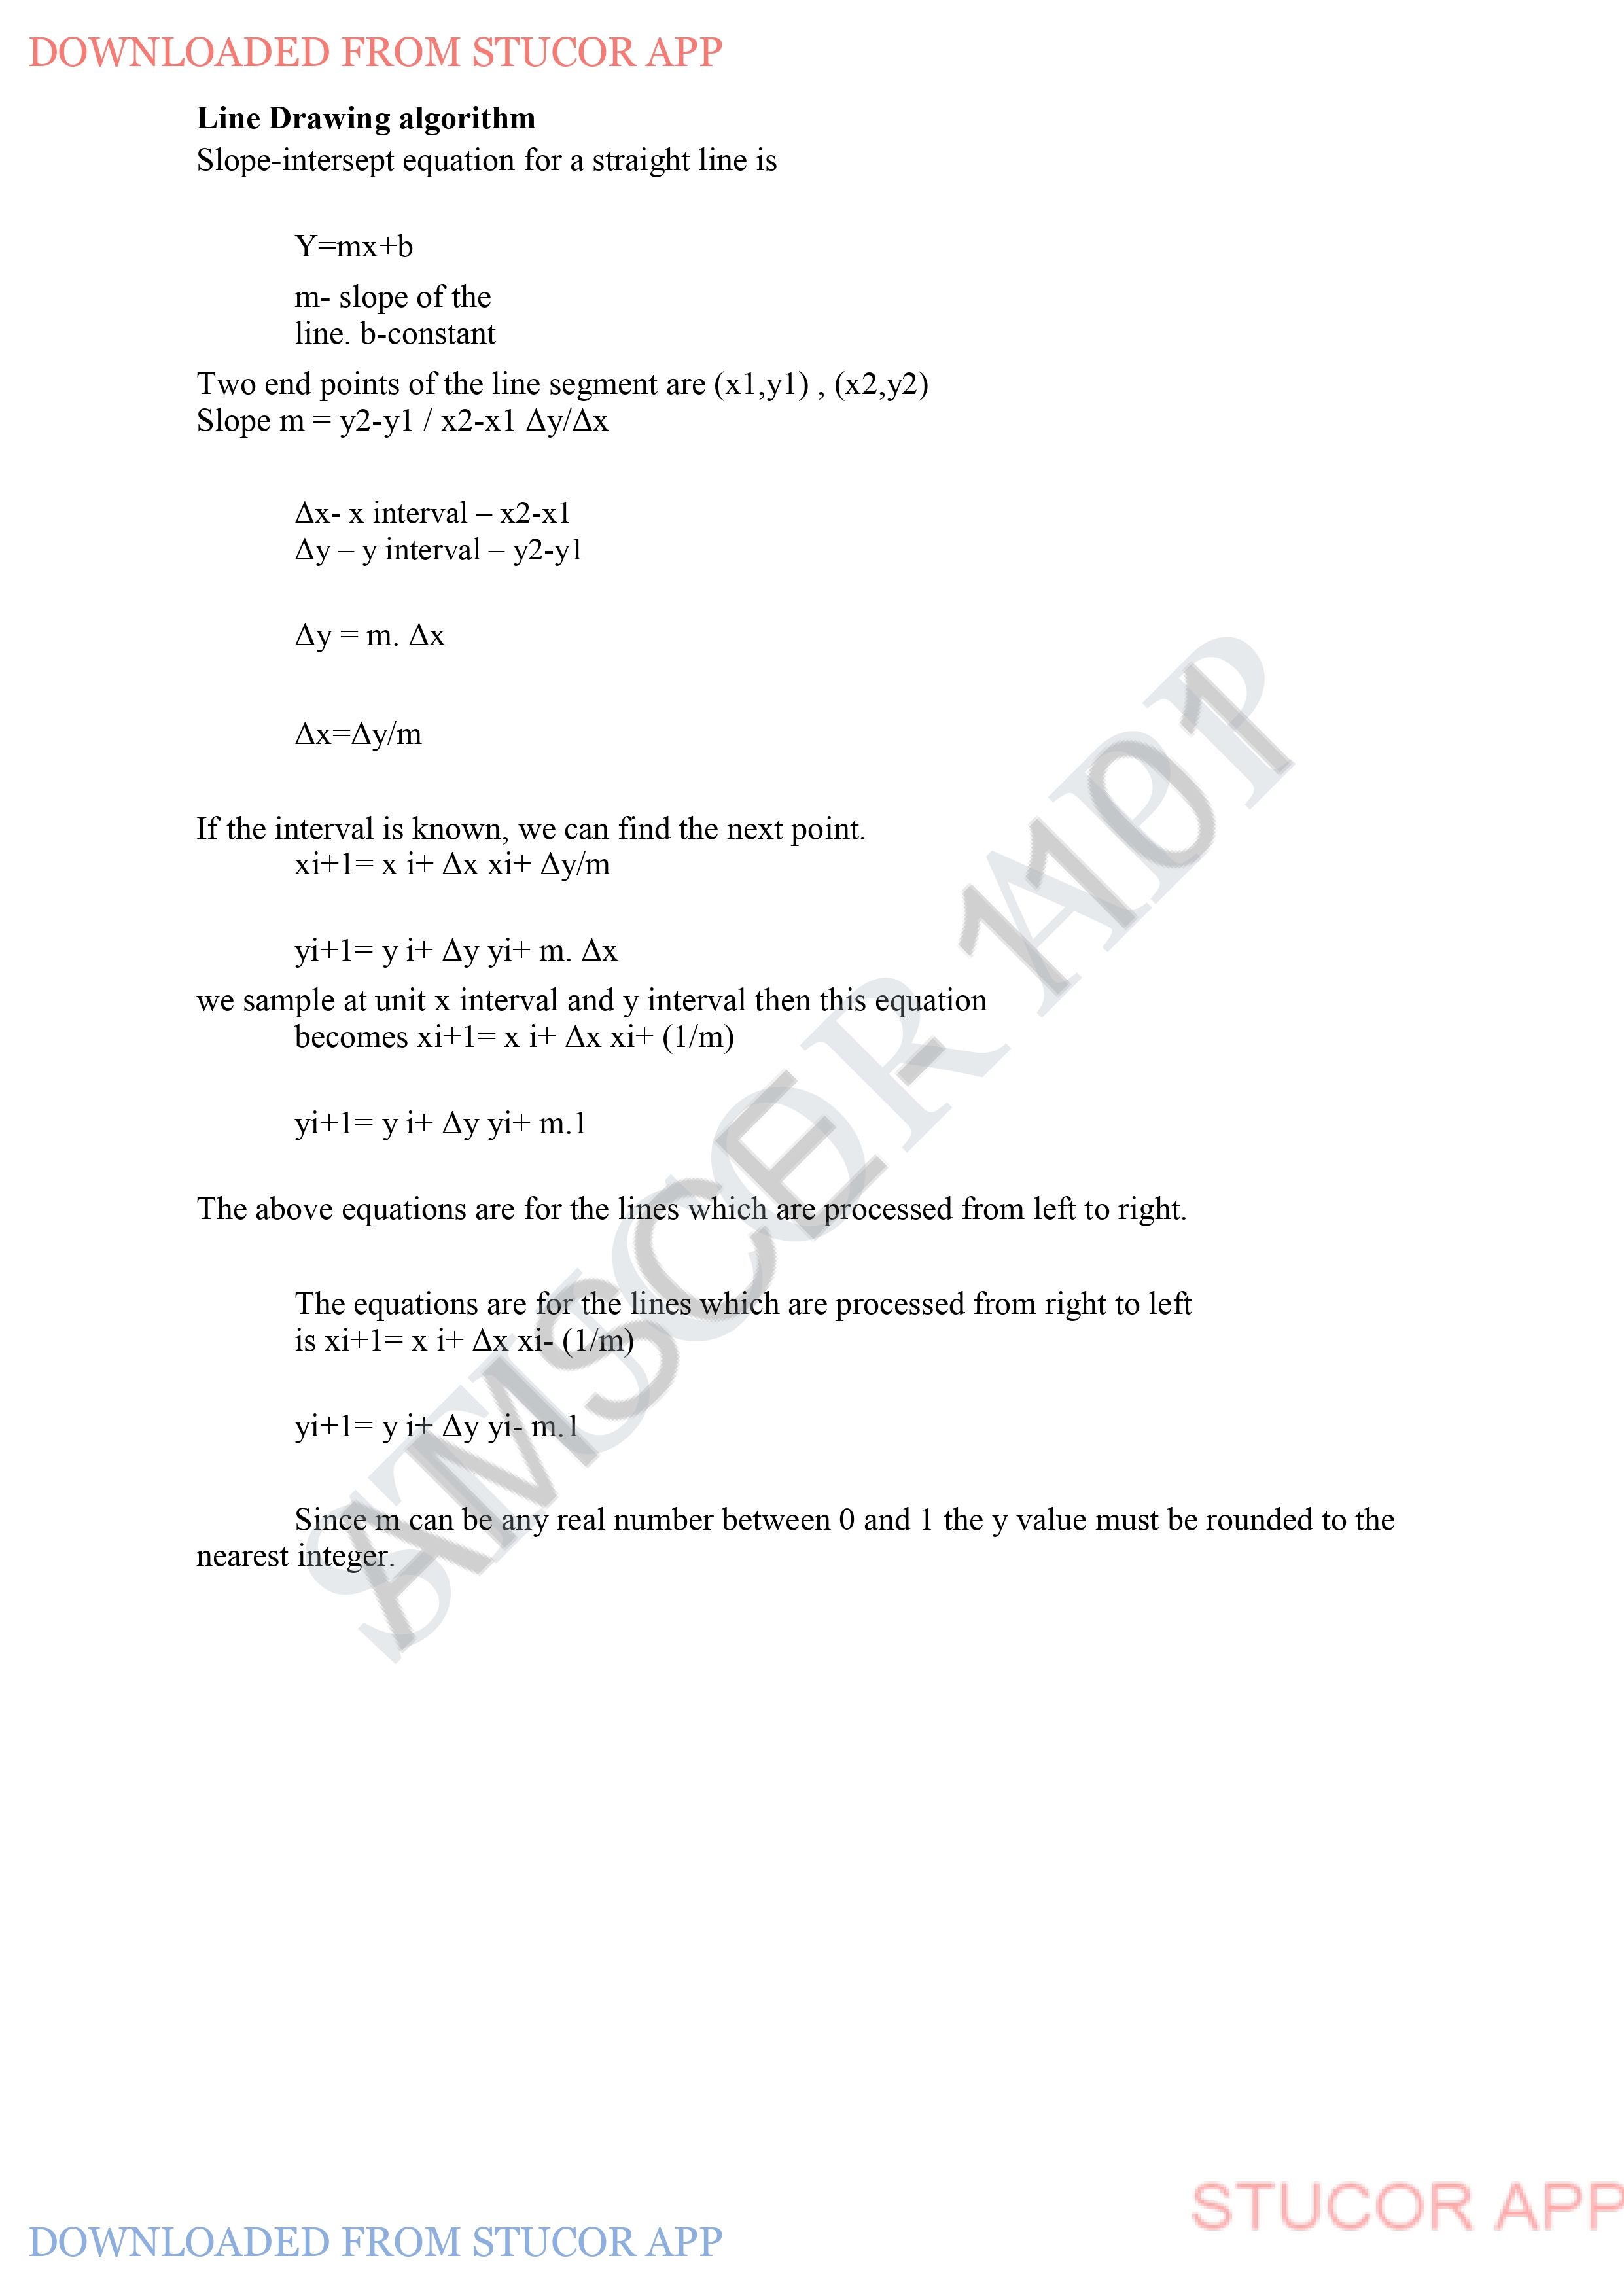 DOWNLOADED FROM STUCOR APP
Line Drawing algorithm
Slope-intersept equation for a straight line is
Y=mx+b
m- slope of the
line. b-constant
Two end points of the line segment are (x1,y1) , (x2,y2)
Slope m = y2-y1 / x2-x1 Δy/Δx
Δx- x interval – x2-x1
Δy – y interval – y2-y1
Δy = m. Δx
Δx=Δy/m
If the interval is known, we can find the next point.
xi+1= x i+ Δx xi+ Δy/m
yi+1= y i+ Δy yi+ m. Δx
we sample at unit x interval and y interval then this equation
becomes xi+1= x i+ Δx xi+ (1/m)
yi+1= y i+ Δy yi+ m.1
The above equations are for the lines which are processed from left to right.
The equations are for the lines which are processed from right to left
is xi+1= x i+ Δx xi- (1/m)
yi+1= y i+ Δy yi- m.1
Since m can be any real number between 0 and 1 the y value must be rounded to the
nearest integer.
STUCOR APP
AMSCE - 1101
STUCOR APP
DOWNLOADED FROM STUCOR APP